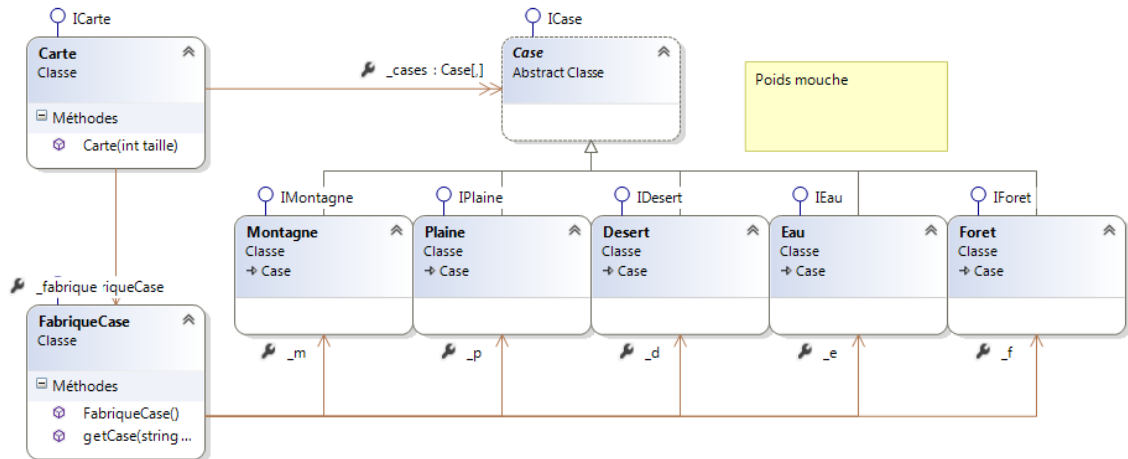 ICarte
ICase
Carte
Classe
Méthodes
Carte(int taille)
_cases : Case[,]
Case
Abstract Classe
Poids mouche
IMontagne
IPlaine
IDesert
IEau
IForet
Montagne
Classe
Case
Plaine
Classe
Case
Desert
Classe
Case
Eau
Classe
Case
Foret
Classe
Case
_fabrique riqueCase
FabriqueCase
Classe
Méthodes
FabriqueCase()
getCase(string ...
_m
_p
_d
_e
_f